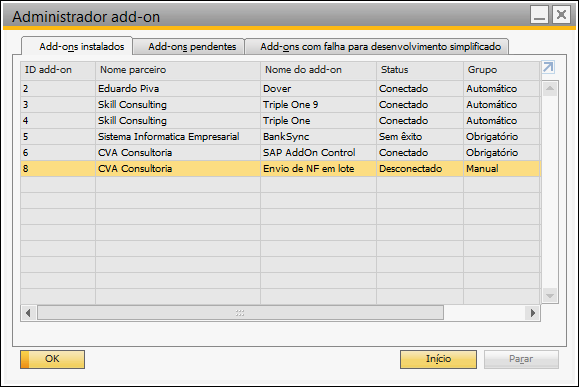 Administrador add-on
Add-ons instalados Add-ons pendentes Add-ons com falha para desenvolvimento simplificado
ID add-on Nome parceiro Nome do add-on Status Grupo
2 Eduardo Piva Dover Conectado Automático
3 Skill Consulting Triple One 9 Conectado Automático
4 Skill Consulting Triple One Conectado Automático
5 Sistema Informatica Empresarial BankSync Sem êxito Obrigatório
6 CVA Consultoria SAP AddOn Control Conectado Obrigatório
8 CVA Consultoria Envio de NF em lote Desconectado Manual
OK Início Parar